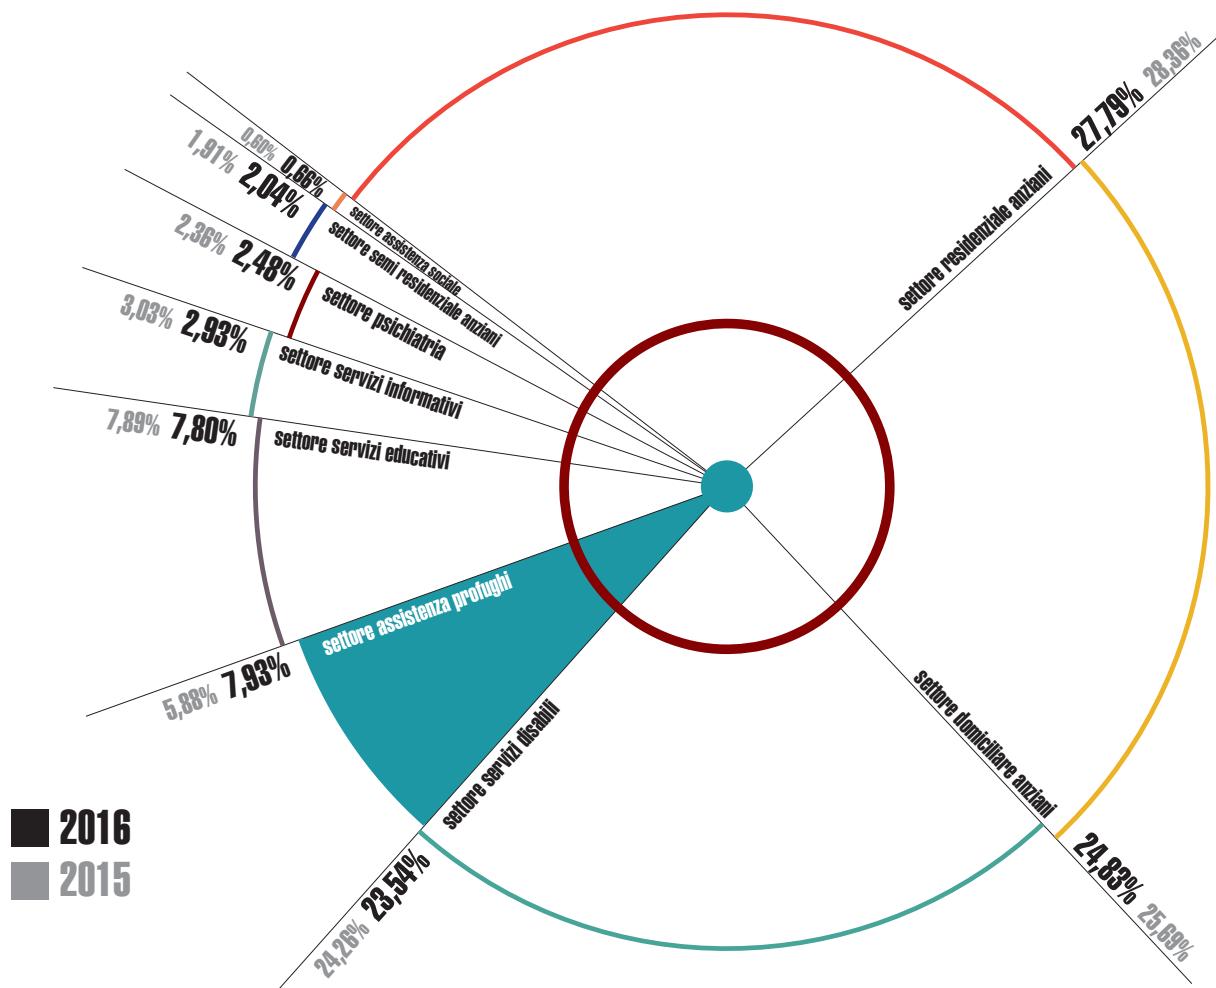 28,36%
27,79%
settore residenziale anziani
0,60% 0,66%
settore assistenza sociale
1,91% 2,04%
settore semi residenziale anziani
2,36% 2,48%
settore psichiatria
3,03% 2,93%
settore servizi informativi
7,89% 7,80%
settore servizi educativi
settore assistenza profughi
5,88% 7,93%
settore servizi disabili
24,26% 23,54%
settore domiciliare anziani
24,83%
25,69%
2016
2015